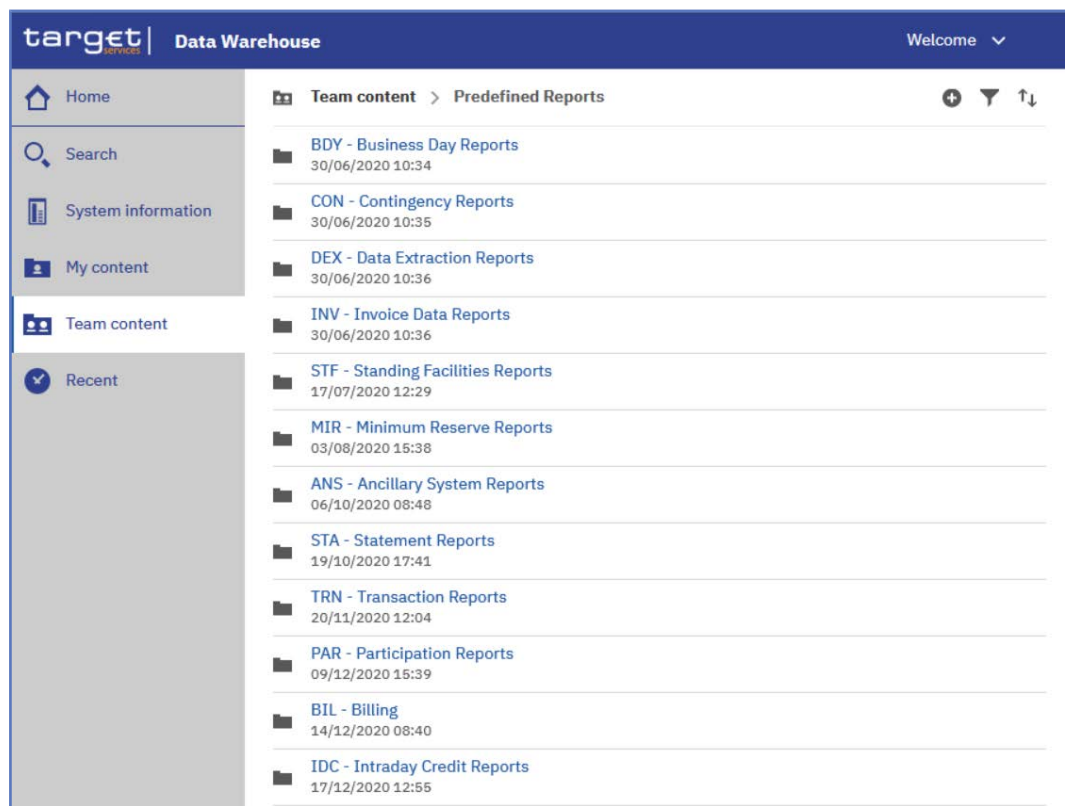 target| Data Warehouse
services
Welcome
Home
Search
System information
My content
Team content
Recent
Team content > Predefined Reports
BDY - Business Day Reports
30/06/2020 10:34
CON - Contingency Reports
30/06/2020 10:35
DEX - Data Extraction Reports
30/06/2020 10:36
INV - Invoice Data Reports
30/06/2020 10:36
STF - Standing Facilities Reports
17/07/2020 12:29
MIR - Minimum Reserve Reports
03/08/2020 15:38
ANS - Ancillary System Reports
06/10/2020 08:48
STA - Statement Reports
19/10/2020 17:41
TRN - Transaction Reports
20/11/2020 12:04
PAR - Participation Reports
09/12/2020 15:39
BIL - Billing
14/12/2020 08:40
IDC - Intraday Credit Reports
17/12/2020 12:55